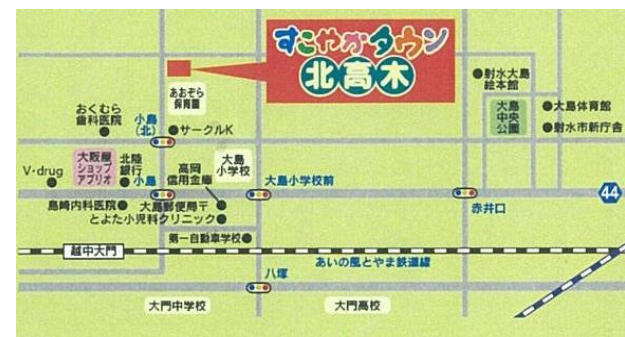 すこやかタウン
北高木
あおぞら
保育園
射水大島
絵本館
おくむら
歯科医院
小島
(北)
サークルK
大島
中央
公園
大島体育館
射水市新庁舎
大阪屋
ショップ
アプリオ
北陸
銀行
高岡
信用金庫
大島
小学校
V・drug
小島
大島小学校前
44
島崎内科医院
大島郵便局〒
赤井口
とよた小児科クリニック
第一自動車学校
越中大門
あいの風とやま鉄道線
八塚
大門中学校
大門高校